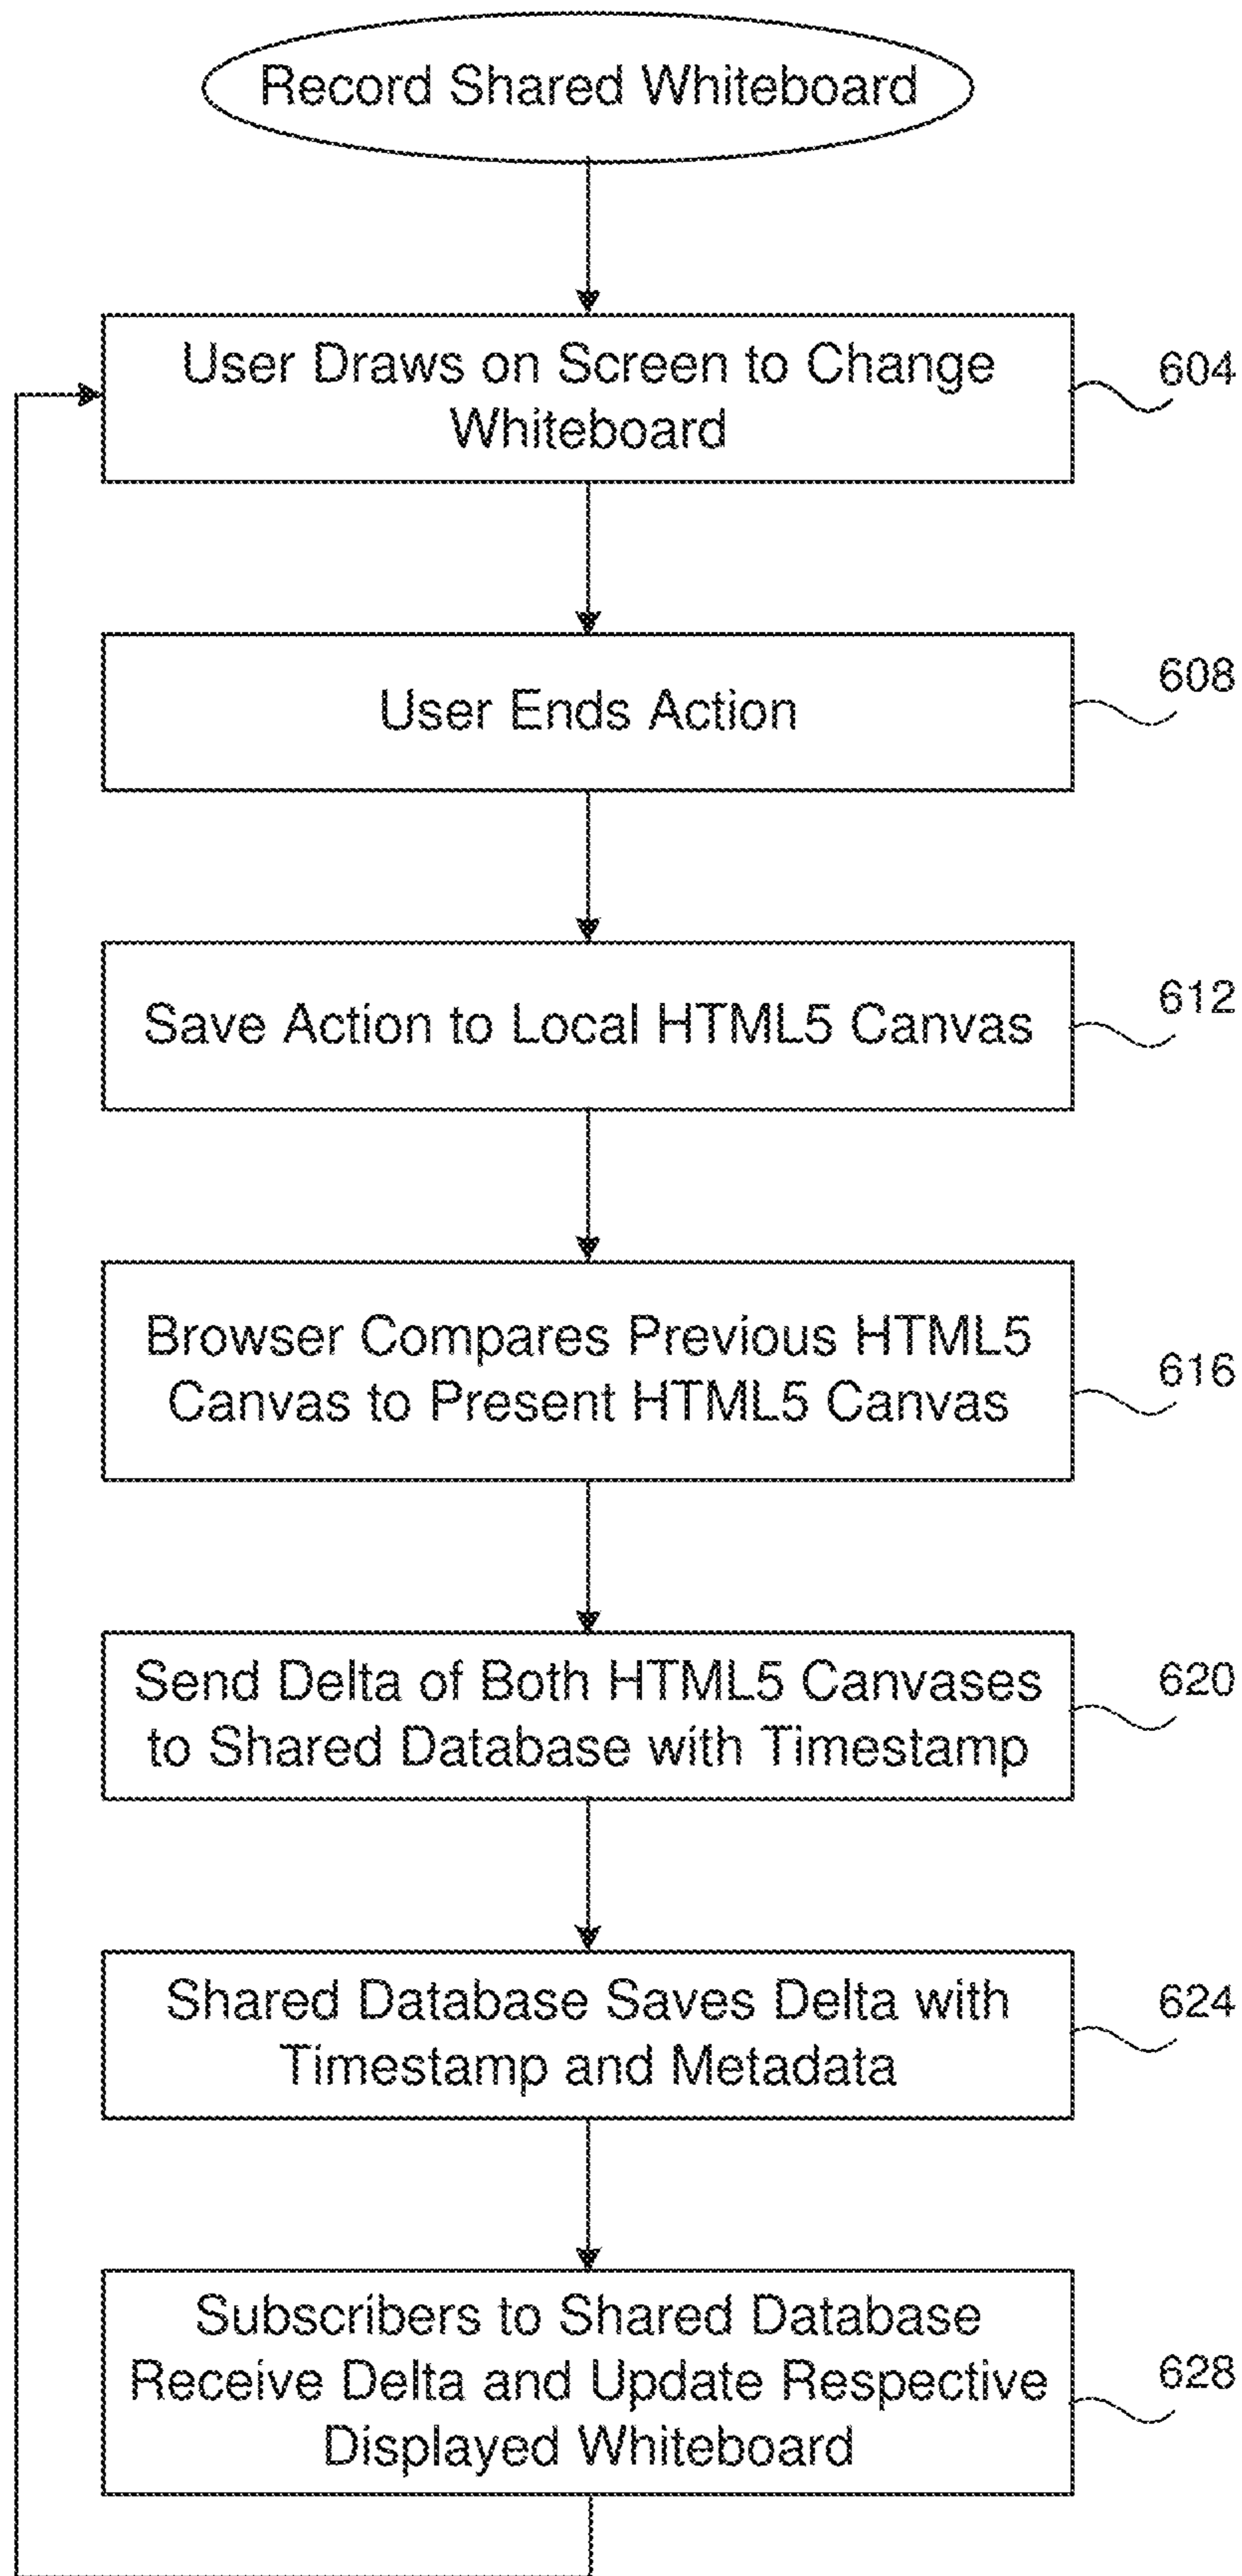 Record Shared Whiteboard
User Draws on Screen to Change
Whiteboard
604
User Ends Action
608
Save Action to Local HTML5 Canvas
612
Browser Compares Previous HTML5
Canvas to Present HTML5 Canvas
616
Send Delta of Both HTML5 Canvases
to Shared Database with Timestamp
620
Shared Database Saves Delta with
Timestamp and Metadata
624
Subscribers to Shared Database
Receive Delta and Update Respective
Displayed Whiteboard
628